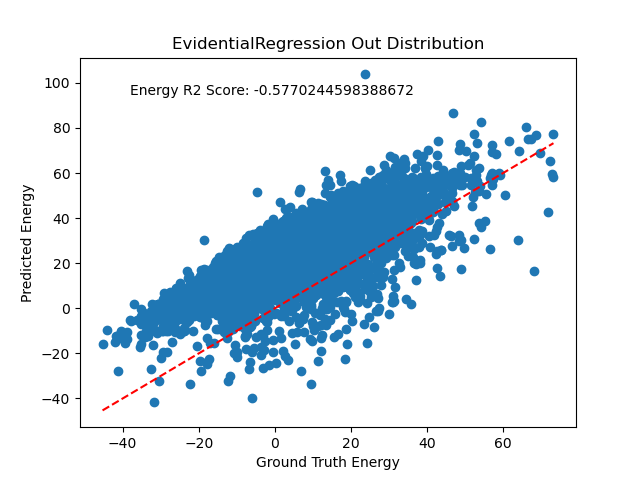 EvidentialRegression Out Distribution
Energy R2 Score: -0.5770244598388672
100
80
60
40
20
0
−20
−40
Predicted Energy
−40 −20 0 20 40 60
Ground Truth Energy